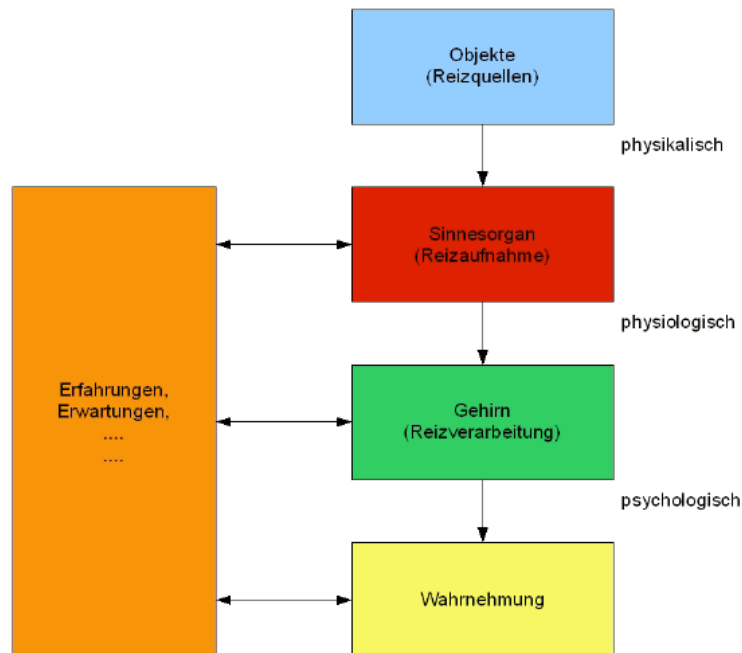 Objekte
(Reizquellen)
physikalisch
Sinnesorgan
(Reizaufnahme)
physiologisch
Erfahrungen,
Erwartungen,
....
....
Gehirn
(Reizverarbeitung)
psychologisch
Wahrnehmung